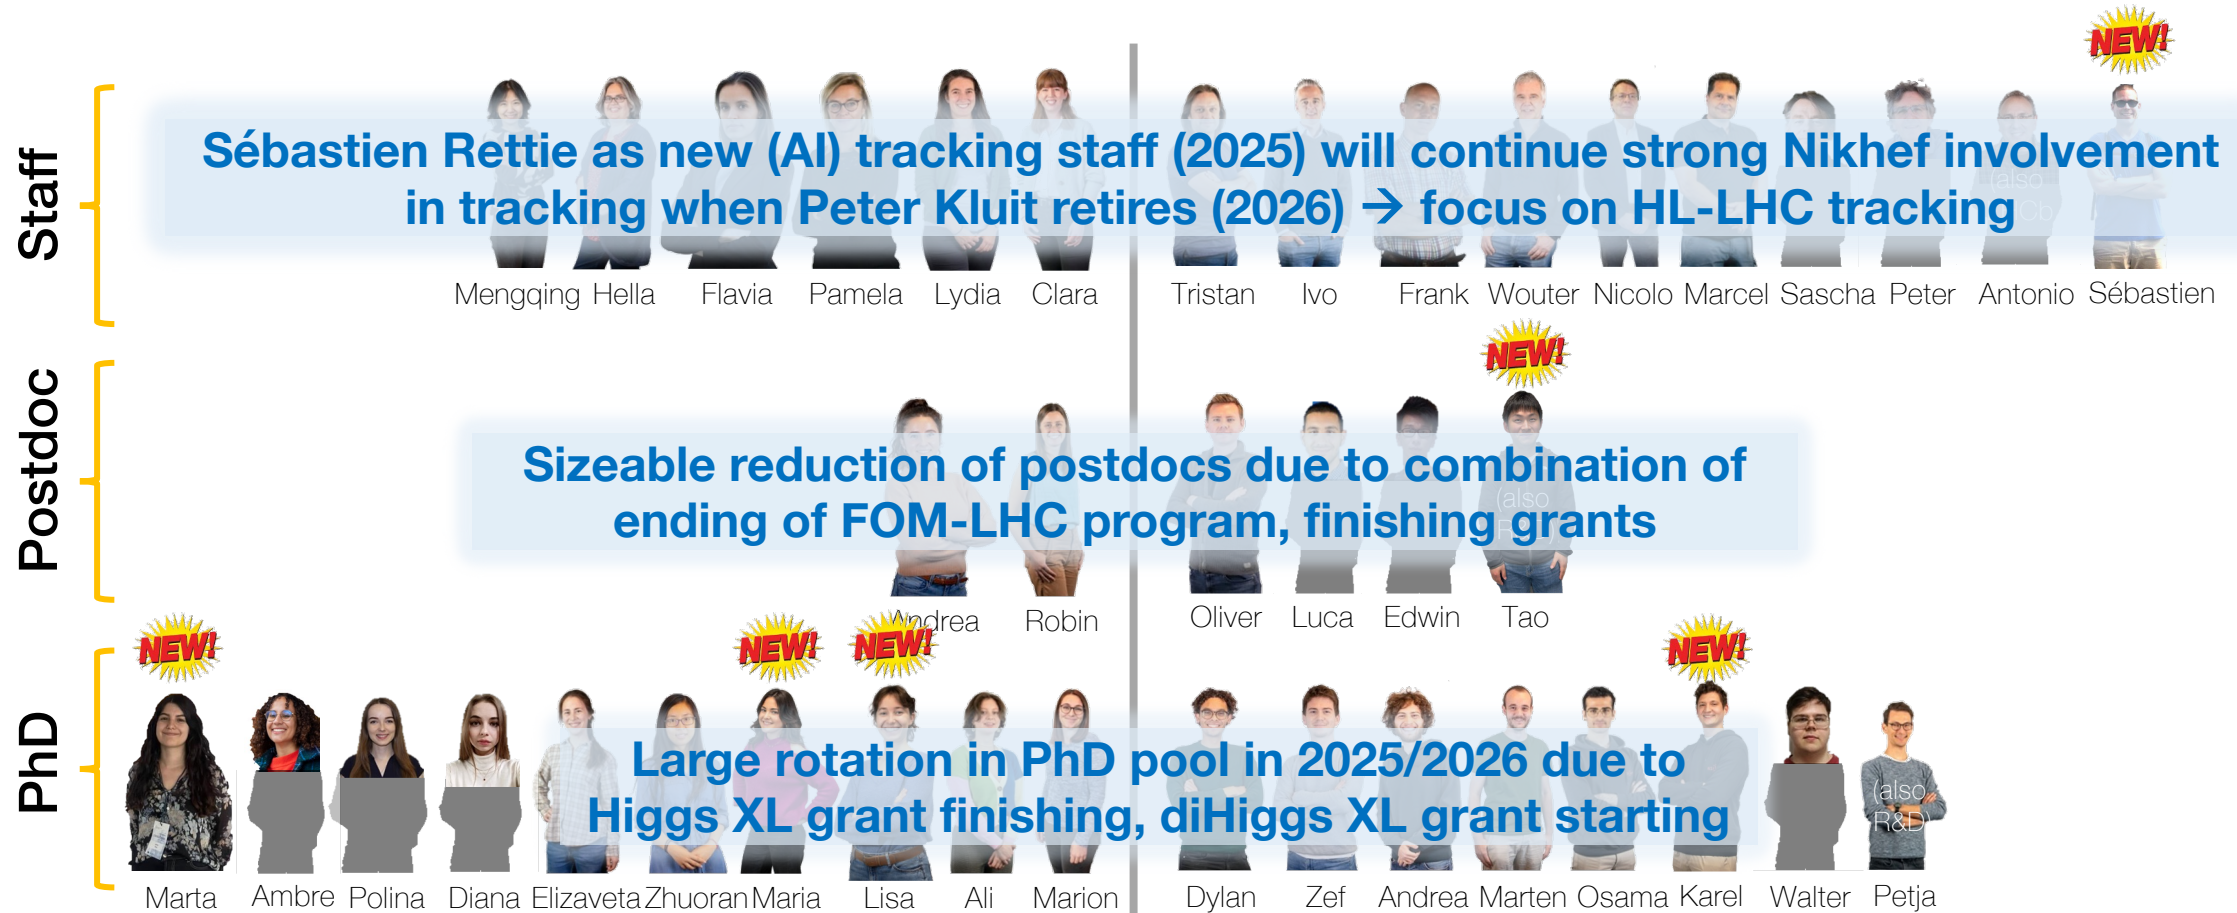 NEW!
Staff
Sébastien Rettie as new (AI) tracking staff (2025) will continue strong Nikhef involvement
in tracking when Peter Kluit retires (2026) → focus on HL-LHC tracking
(also
Mengqing Hella Flavia Pamela Lydia Clara Tristan Ivo Frank Wouter Nicolo Marcel Sascha Peter Antonio Sébastien
NEW!
Postdoc
Sizeable reduction of postdocs due to combination of
ending of FOM-LHC program, finishing grants
(also
Andrea Robin Oliver Luca Edwin Tao
NEW! NEW! NEW! NEW!
PhD
Large rotation in PhD pool in 2025/2026 due to
Higgs XL grant finishing, diHiggs XL grant starting
(also
R&D)
Marta Ambre Polina Diana Elizaveta Zhuoran Maria Lisa Ali Marion Dylan Zef Andrea Marten Osama Karel Walter Petja